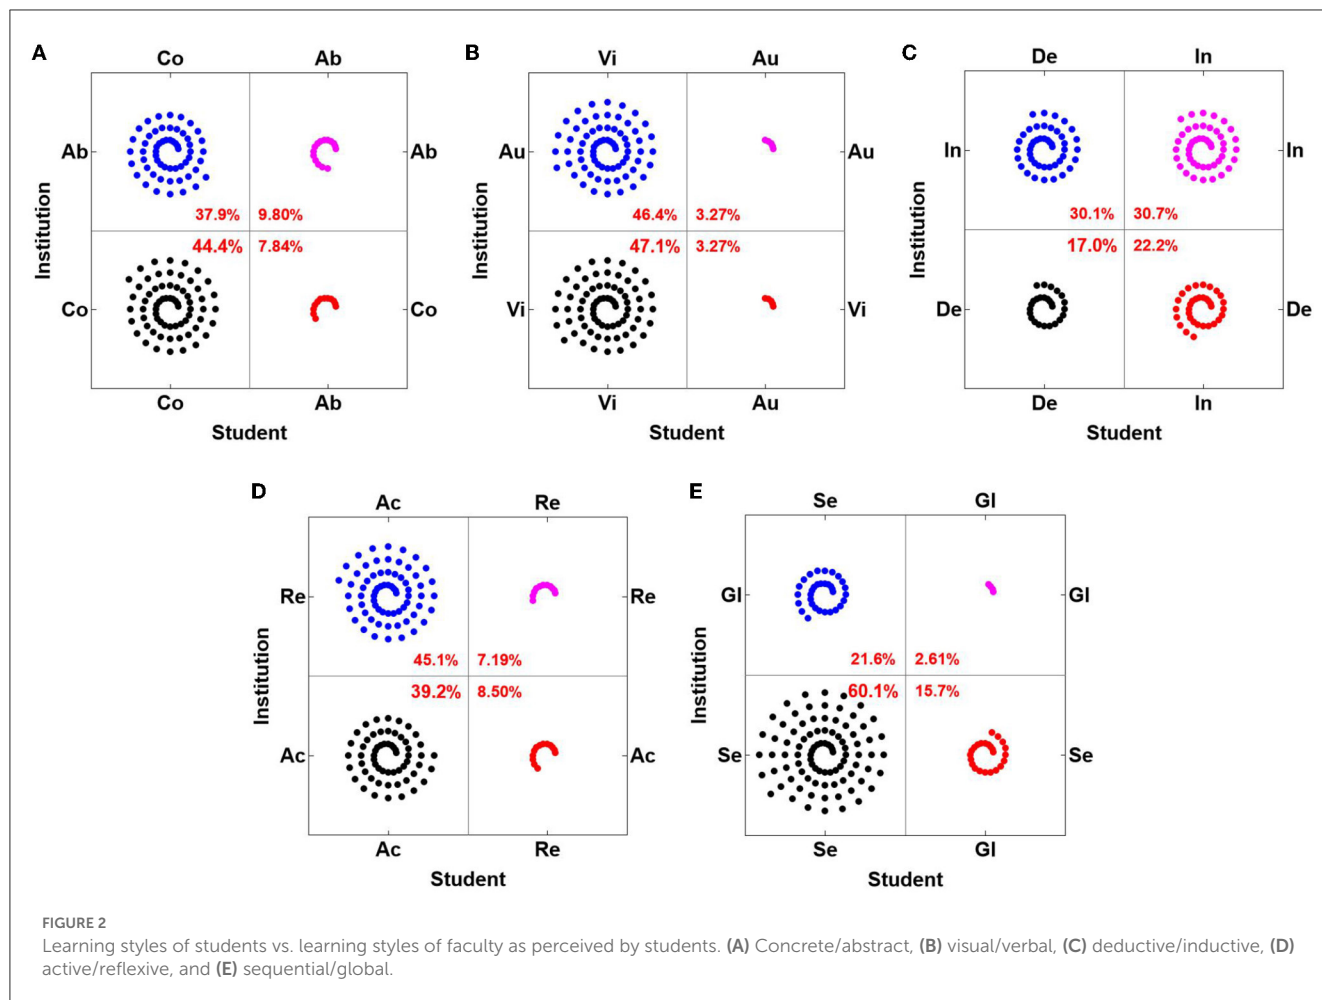 A
Co Ab
Ab Ab
37.9% 9.80%
44.4% 7.84%
Institution
Co Co
Co Ab
Student
B
Vi Au
Au Au
46.4% 3.27%
47.1% 3.27%
Institution
Vi Vi
Vi Au
Student
C
De In
In In
30.1% 30.7%
17.0% 22.2%
Institution
De De
De In
Student
D
Ac Re
Re Re
45.1% 7.19%
39.2% 8.50%
Institution
Ac Ac
Ac Re
Student
E
Se Gl
Gl Gl
21.6% 2.61%
60.1% 15.7%
Institution
Se Se
Se Gl
Student
FIGURE 2
Learning styles of students vs. learning styles of faculty as perceived by students. (A) Concrete/abstract, (B) visual/verbal, (C) deductive/inductive, (D)
active/reflexive, and (E) sequential/global.